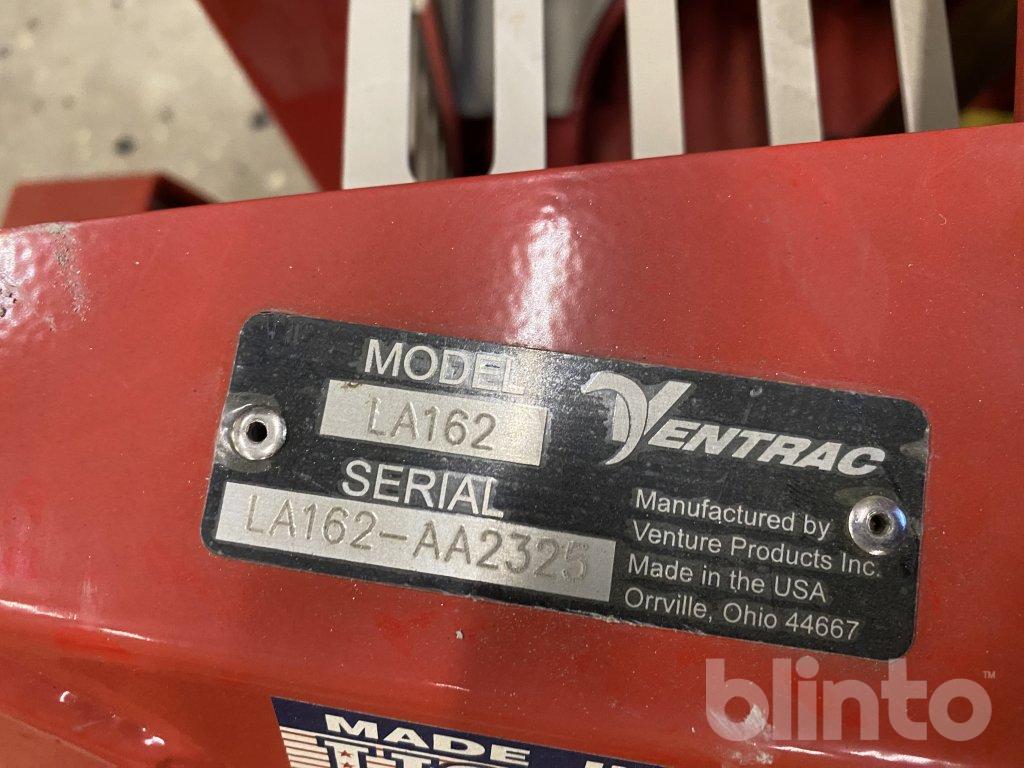 MODEL
LA162
SERIAL
LA162-AA2325
VENTRAC
Manufactured by
Venture Products Inc.
Made in the USA
Orrville, Ohio 44667
MADE
blinto™